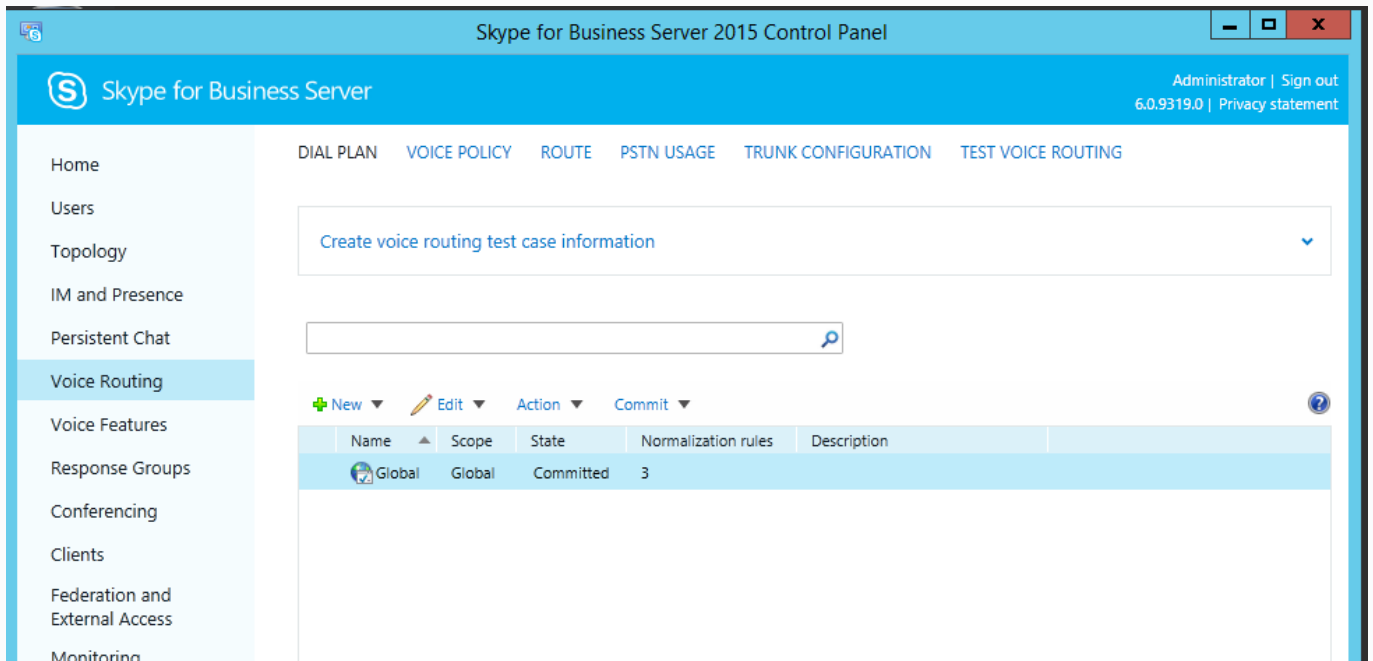 Skype for Business Server 2015 Control Panel
Skype for Business Server
Administrator | Sign out
6.0.9319.0 | Privacy statement
Home
Users
Topology
IM and Presence
Persistent Chat
Voice Routing
Voice Features
Response Groups
Conferencing
Clients
Federation and
External Access
Monitoring
DIAL PLAN VOICE POLICY ROUTE PSTN USAGE TRUNK CONFIGURATION TEST VOICE ROUTING
Create voice routing test case information
New Edit Action Commit
Name Scope State Normalization rules Description
Global Global Committed 3